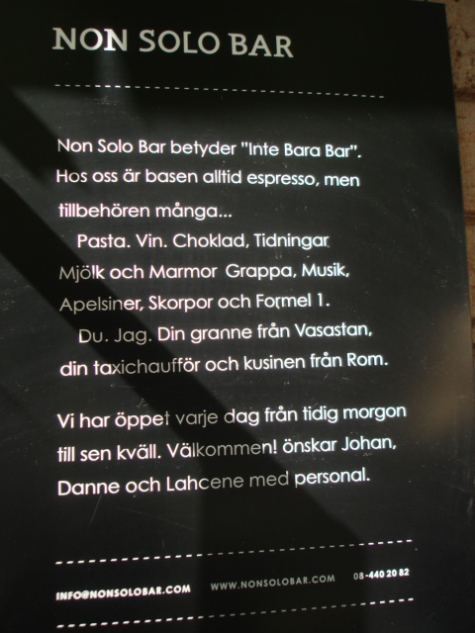 NON SOLO BAR
Non Solo Bar betyder "Inte Bara Bar".
Hos oss är basen alltid espresso, men
tillbehören många...
Pasta. Vin. Choklad, Tidningar
Mjölk och Marmor Grappa, Musik,
Apelsiner, Skorpor och Formel 1.
Du. Jag. Din granne från Vasastan,
din taxichaufför och kusinen från Rom.
Vi har öppet varje dag från tidig morgon
till sen kväll. Välkommen! önskar Johan,
Danne och Lahcene med personal.
INFO@NONSOLOBAR.COM WWW.NONSOLOBAR.COM 08-440 20 82